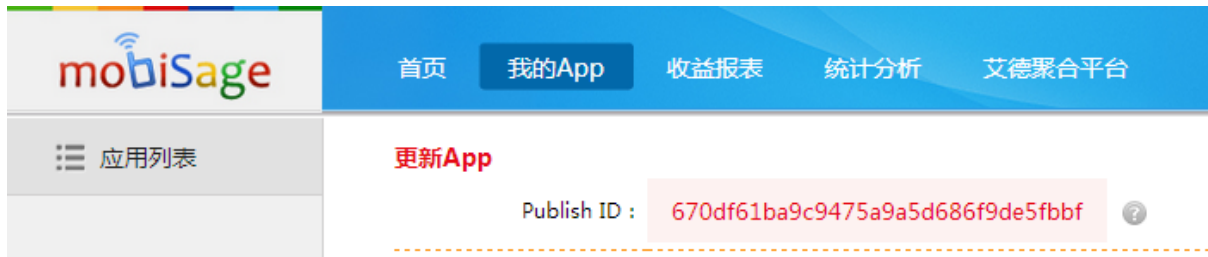 mobiSage
首页 我的App 收益报表 统计分析 艾德聚合平台
应用列表
更新App
Publish ID : 670df61ba9c9475a9a5d686f9de5fbbf ?